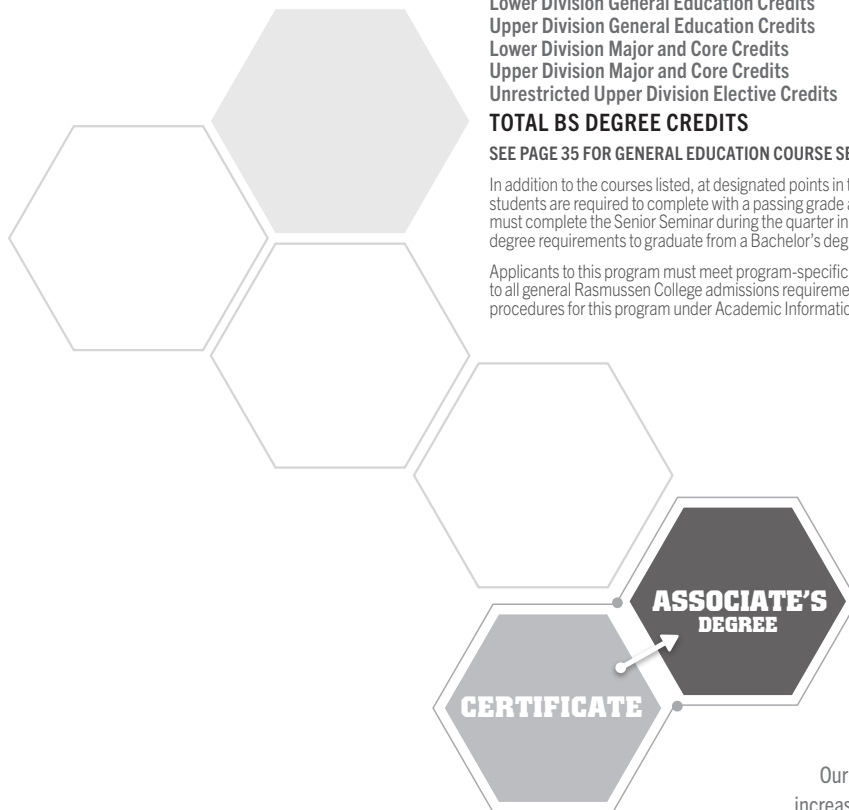 Lower Division General Education Credits
Upper Division General Education Credits
Lower Division Major and Core Credits
Upper Division Major and Core Credits
Unrestricted Upper Division Elective Credits
TOTAL BS DEGREE CREDITS
SEE PAGE 35 FOR GENERAL EDUCATION COURSE
In addition to the courses listed, at designated points in
students are required to complete with a passing grade
must complete the Senior Seminar during the quarter in
degree requirements to graduate from a Bachelor's
Applicants to this program must meet program-specific
to all general Rasmussen College admissions
procedures for this program under Academic
ASSOCIATE'S
DEGREE
CERTIFICATE
Our